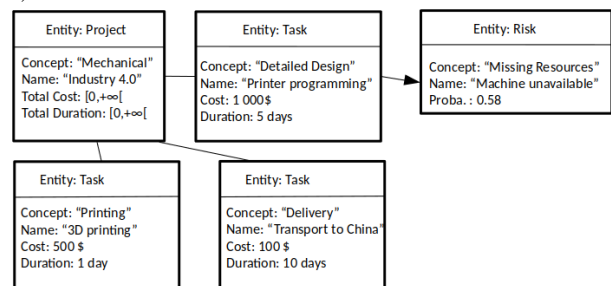 Entity: Project
Concept: “Mechanical”
Name: “Industry 4.0”
Total Cost: [0,+∞[
Total Duration: [0,+∞[
Entity: Task
Concept: “Detailed Design”
Name: “Printer programming”
Cost: 1 000 $
Duration: 5 days
Entity: Risk
Concept: “Missing Resources”
Name: “Machine unavailable”
Proba. : 0.58
Entity: Task
Concept: “Printing”
Name: “3D printing”
Cost: 500 $
Duration: 1 day
Entity: Task
Concept: “Delivery”
Name: “Transport to China”
Cost: 100 $
Duration: 10 days